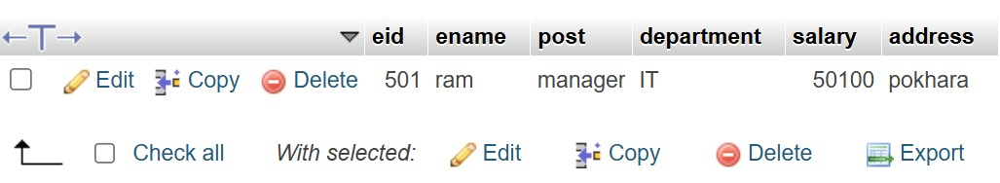 eid ename post department salary address
Edit Copy Delete 501 ram manager IT 50100 pokhara
Check all With selected: Edit Copy Delete Export